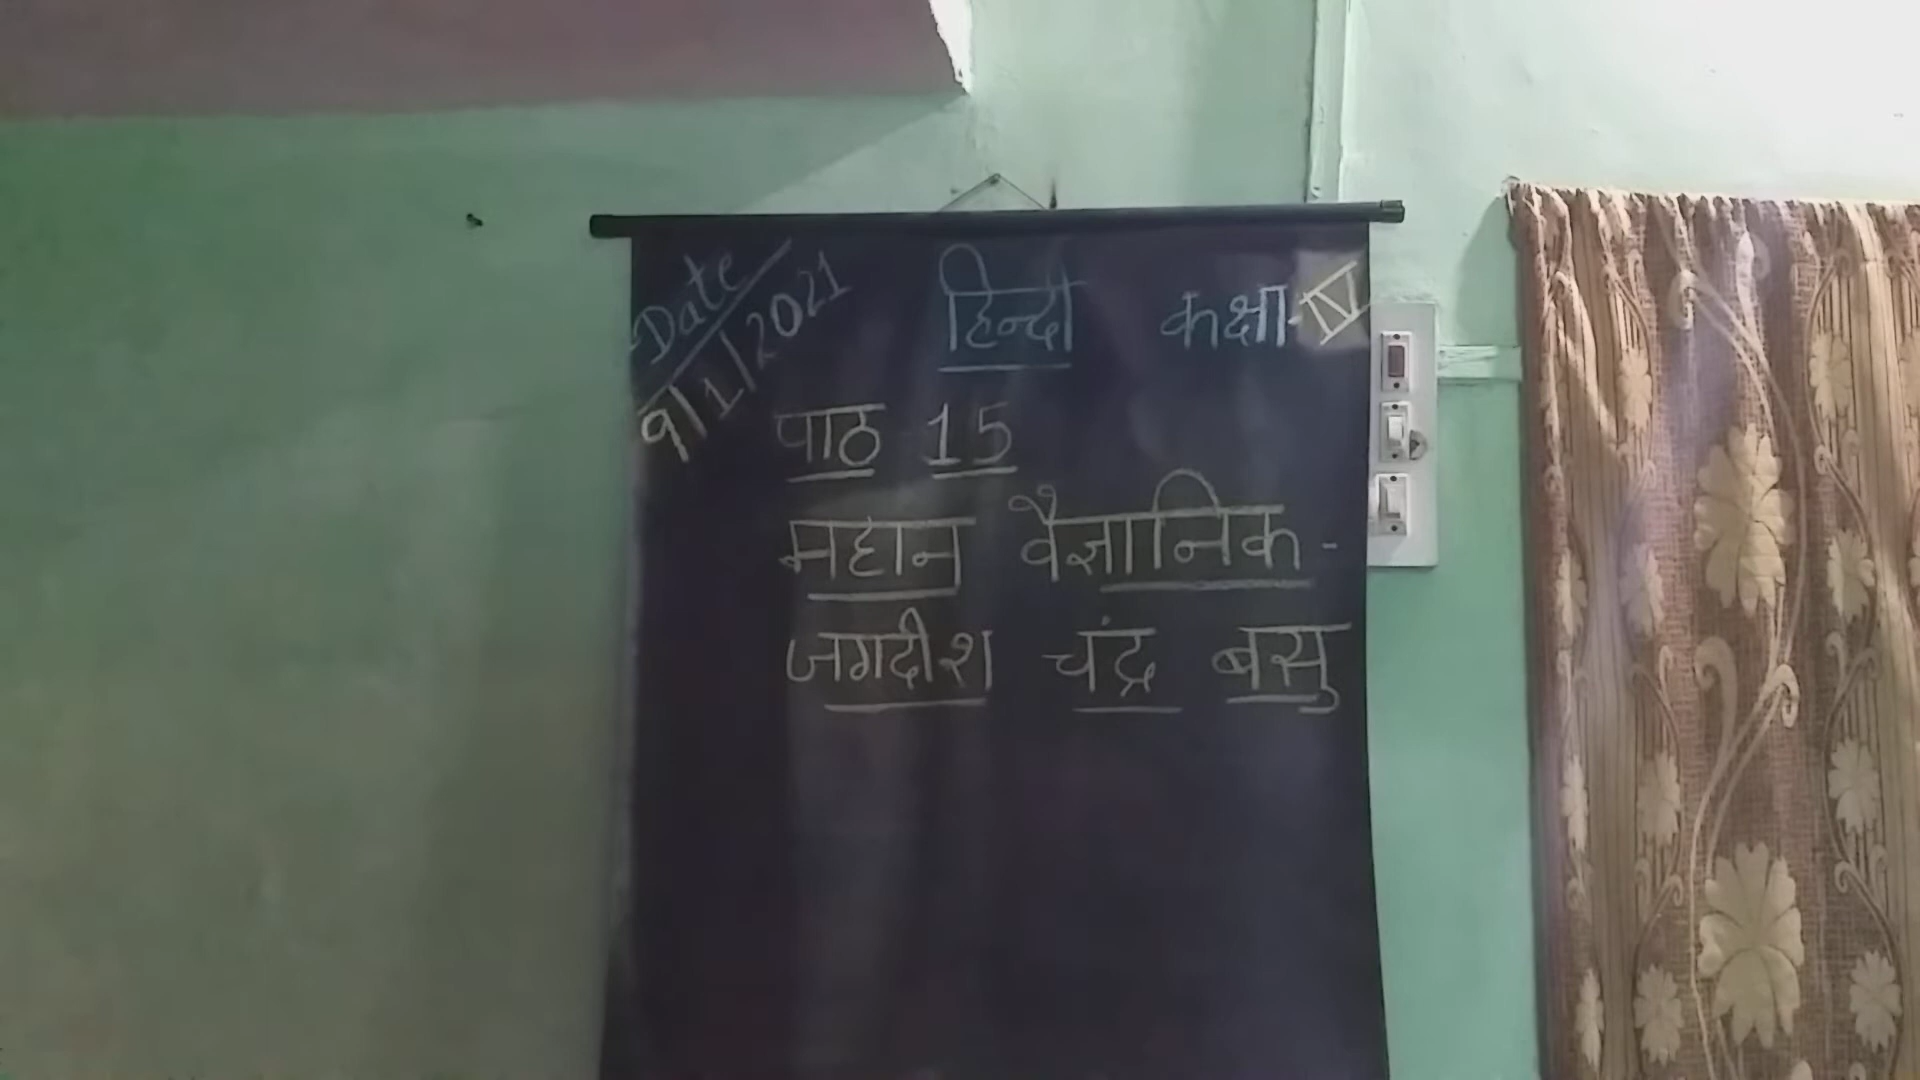 Date
9/1/2021
हिन्दी कक्षा-IV
पाठ 15
महान वैज्ञानिक-
जगदीश चंद्र बसु